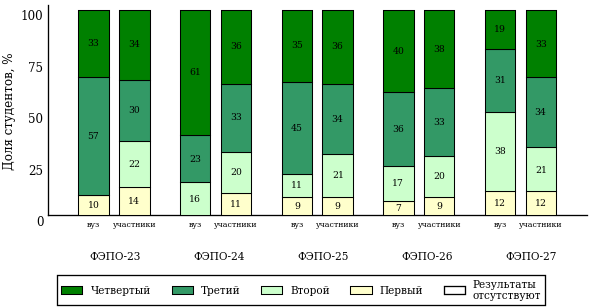 100
75
50
25
0
Доля студентов, %
33 34 61 36 35 36 40 38 19 33
57 30 23 33 45 34 36 33 31 34
22 16 20 11 21 17 20 38 21
10 14 11 9 9 7 9 12 12
вуз участники вуз участники вуз участники вуз участники вуз участники
ФЭПО-23 ФЭПО-24 ФЭПО-25 ФЭПО-26 ФЭПО-27
Четвертый Третий Второй Первый Результаты
отсутствуют